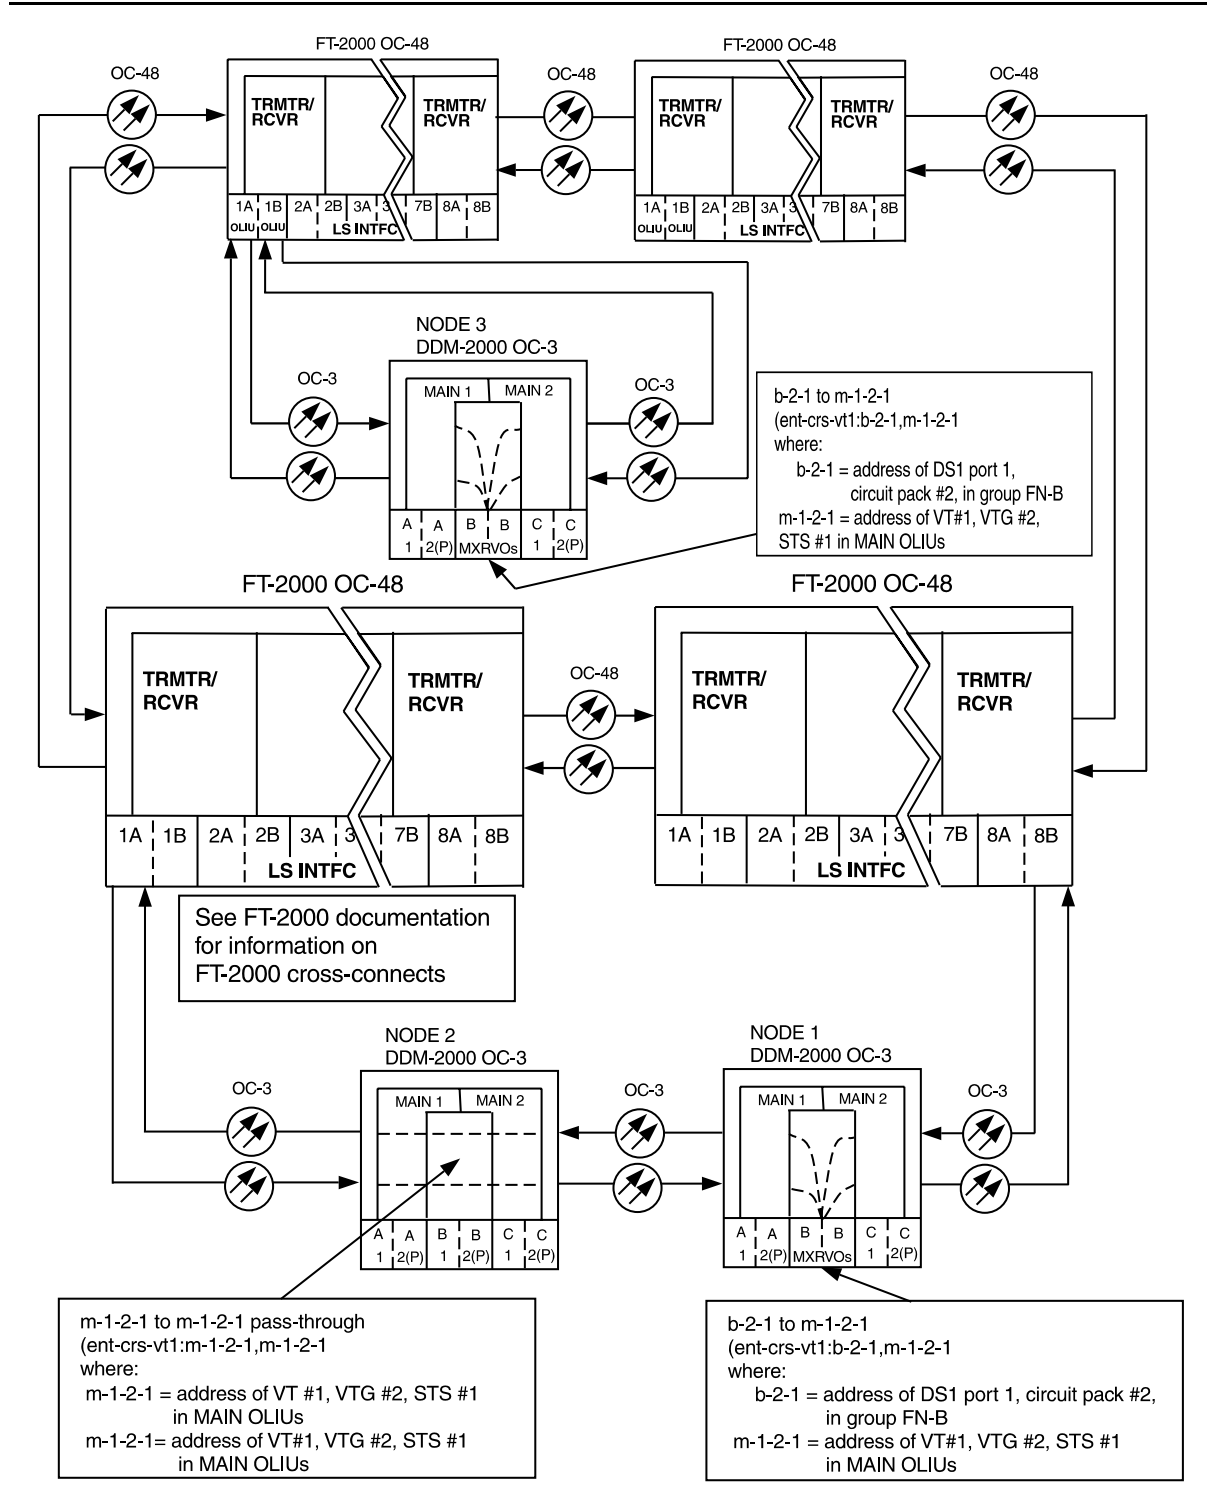 FT-2000 OC-48
FT-2000 OC-48
OC-48
OC-48
OC-48
TRMTR/
RCVR
TRMTR/
RCVR
TRMTR/
RCVR
TRMTR/
RCVR
1A 1B 2A 2B 3A 3 7B 8A 8B
OLIU OLIU LS INTFC
1A 1B 2A 2B 3A 3 7B 8A 8B
OLIU OLIU LS INTFC
NODE 3
DDM-2000 OC-3
OC-3
OC-3
MAIN 1 MAIN 2
A A B B C C
1 2(P) MXRVOs 1 2(P)
b-2-1 to m-1-2-1
(ent-crs-vt1:b-2-1,m-1-2-1
where:
b-2-1 = address of DS1 port 1,
circuit pack #2, in group FN-B
m-1-2-1 = address of VT#1, VTG #2,
STS #1 in MAIN OLIUs
FT-2000 OC-48
FT-2000 OC-48
TRMTR/
RCVR
TRMTR/
RCVR
OC-48
TRMTR/
RCVR
TRMTR/
RCVR
1A 1B 2A 2B 3A 3 7B 8A 8B
LS INTFC
1A 1B 2A 2B 3A 3 7B 8A 8B
LS INTFC
See FT-2000 documentation
for information on
FT-2000 cross-connects
NODE 2
DDM-2000 OC-3
NODE 1
DDM-2000 OC-3
OC-3
OC-3
OC-3
MAIN 1 MAIN 2
MAIN 1 MAIN 2
A A B B C C
1 2(P) 1 2(P) 1 2(P)
A A B B C C
1 2(P) MXRVOs 1 2(P)
m-1-2-1 to m-1-2-1 pass-through
(ent-crs-vt1:m-1-2-1,m-1-2-1
where:
m-1-2-1 = address of VT #1, VTG #2, STS #1
in MAIN OLIUs
m-1-2-1= address of VT#1, VTG #2, STS #1
in MAIN OLIUs
b-2-1 to m-1-2-1
(ent-crs-vt1:b-2-1,m-1-2-1
where:
b-2-1 = address of DS1 port 1, circuit pack #2,
in group FN-B
m-1-2-1 = address of VT#1, VTG #2, STS #1
in MAIN OLIUs